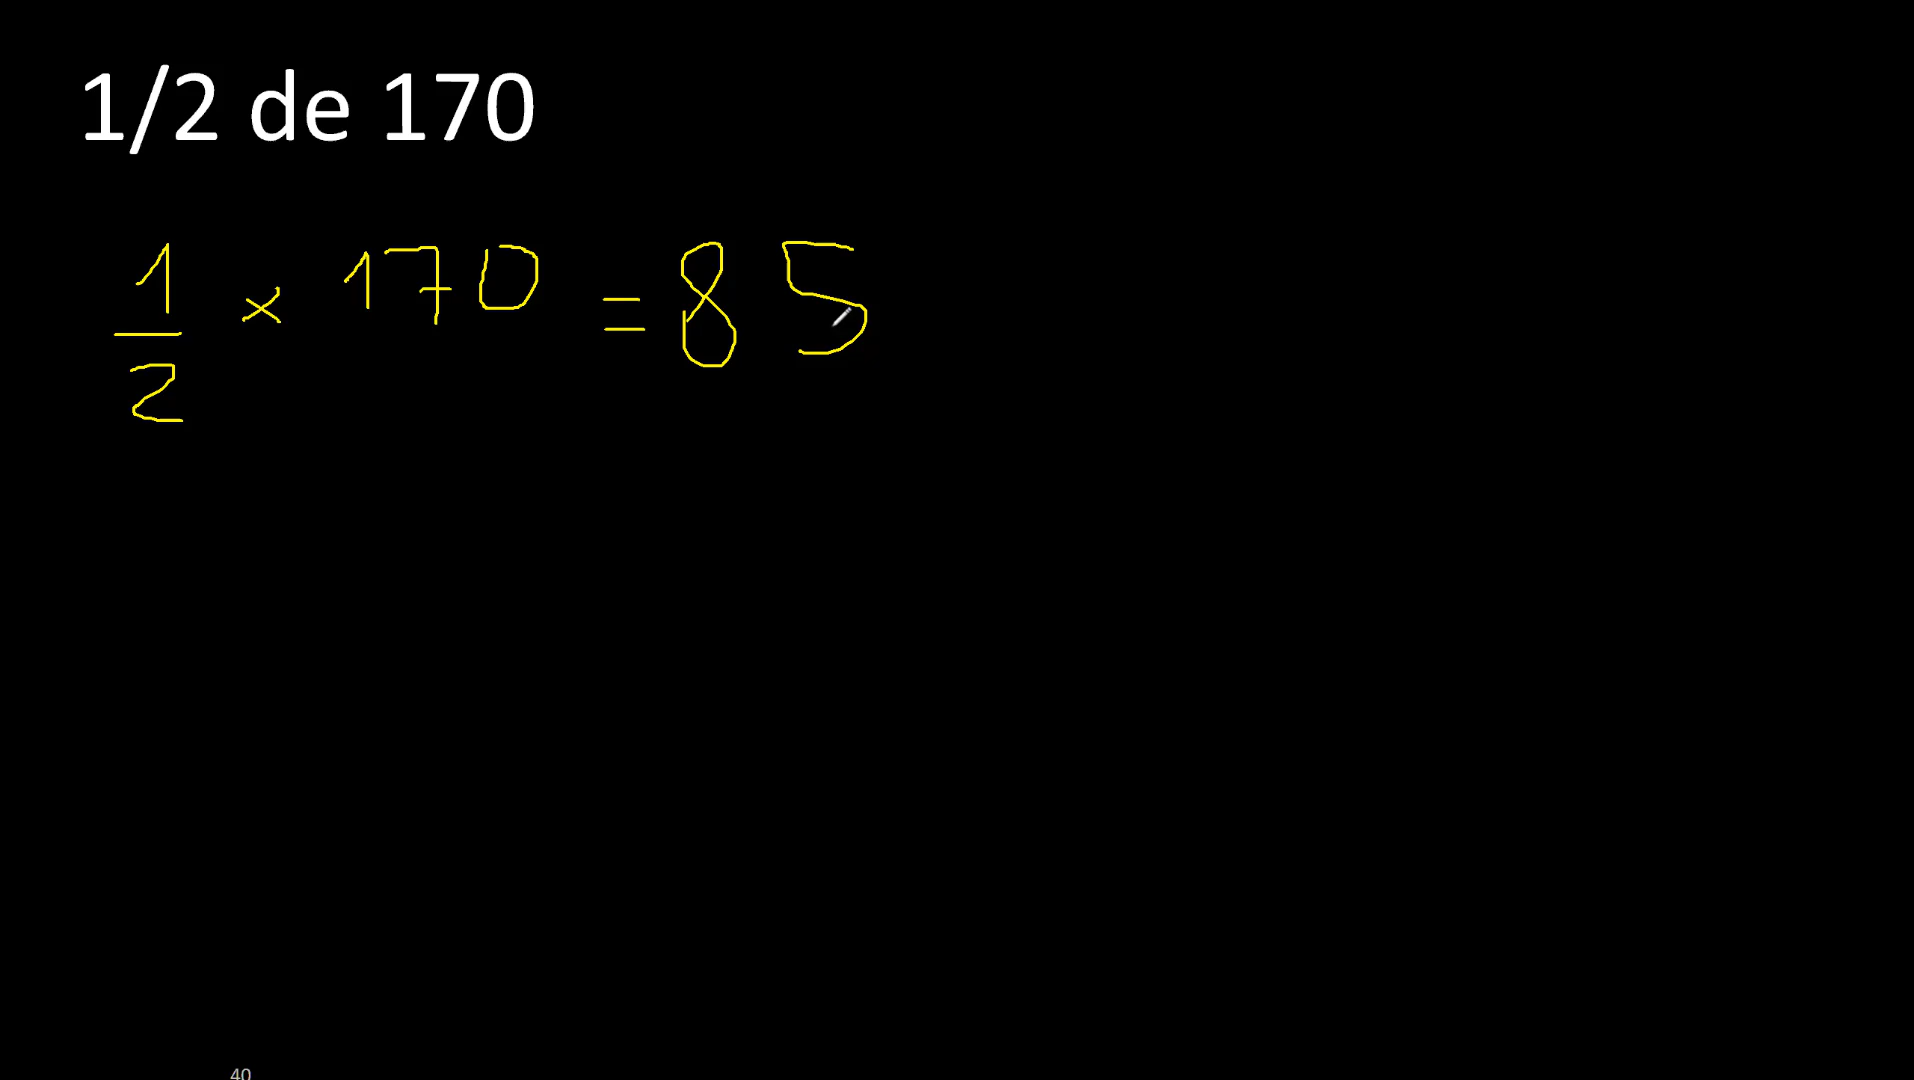 1/2 de 170
1/2 × 170 = 85
40